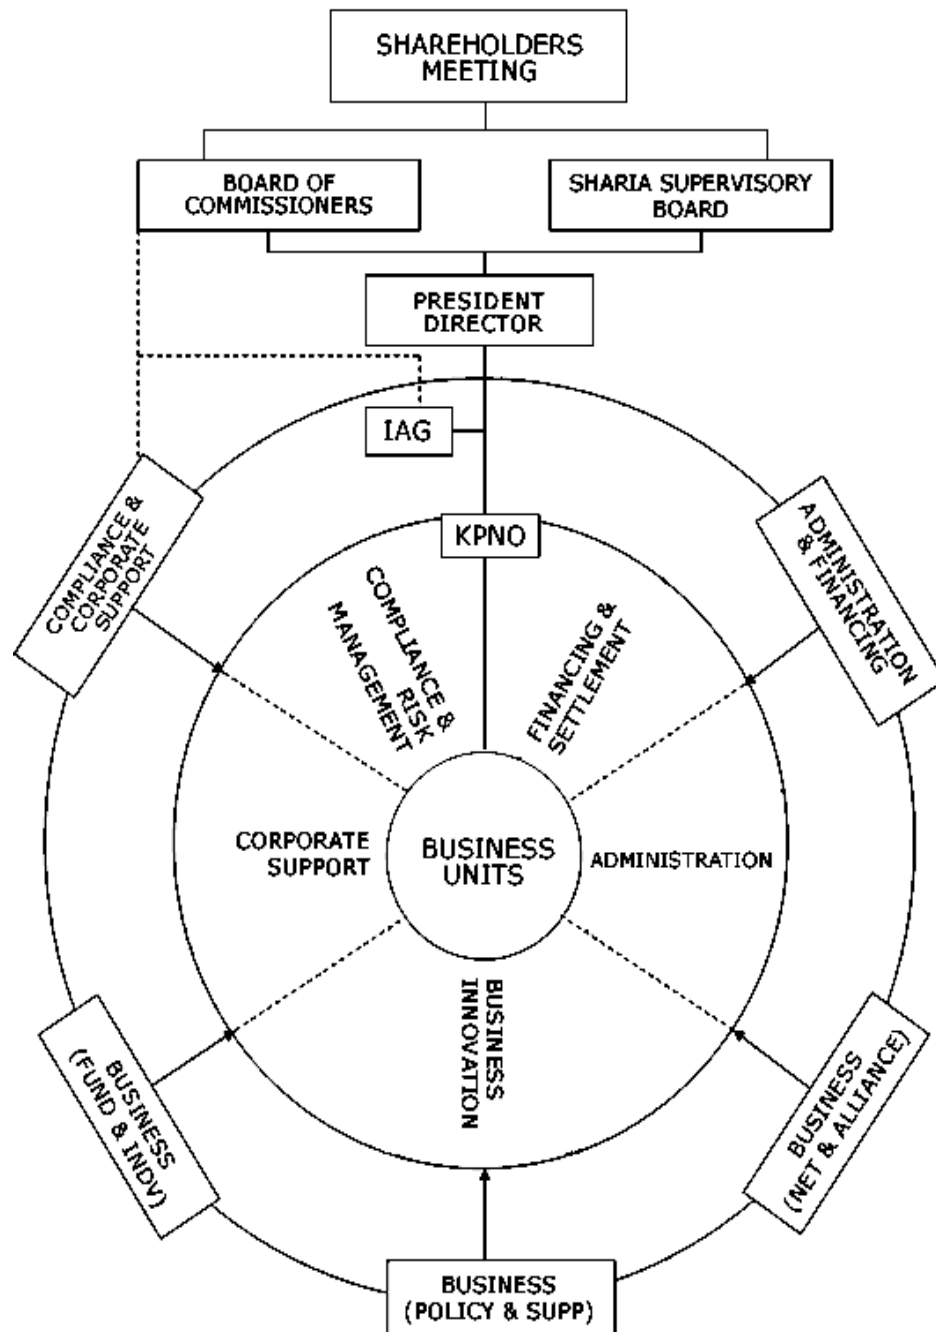 SHAREHOLDERS
MEETING
BOARD OF
COMMISSIONERS
SHARIA SUPERVISORY
BOARD
PRESIDENT
DIRECTOR
IAG
KPNO
COMPLIANCE &
CORPORATE
SUPPORT
ADMINISTRATION
& FINANCING
COMPLIANCE &
RISK
MANAGEMENT
FINANCING &
SETTLEMENT
CORPORATE
SUPPORT
BUSINESS
UNITS
ADMINISTRATION
BUSINESS
INNOVATION
BUSINESS
(FUND & INDV)
BUSINESS
(NET & ALLIANCE)
BUSINESS
(POLICY & SUPP)